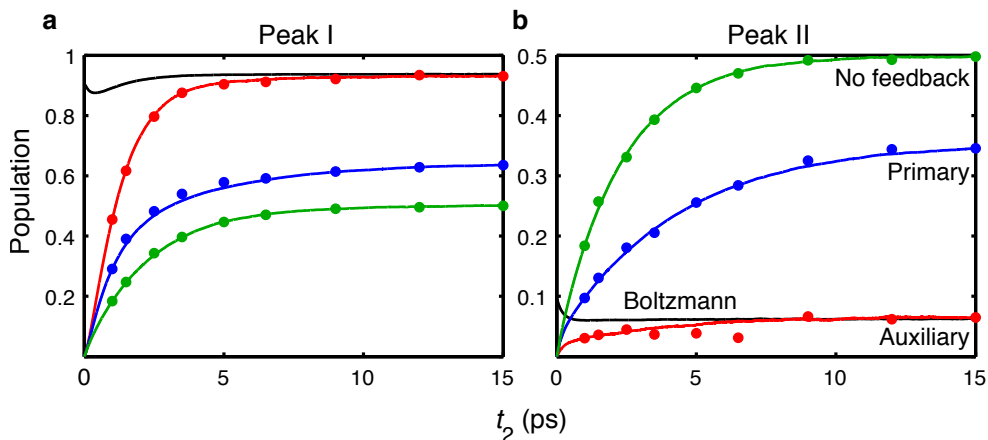 a
Peak I
b
Peak II
Population
1
0.8
0.6
0.4
0.2
0
5
10
15
0.5
0.4
0.3
0.2
0.1
0
5
10
15
No feedback
Primary
Boltzmann
Auxiliary
t2 (ps)